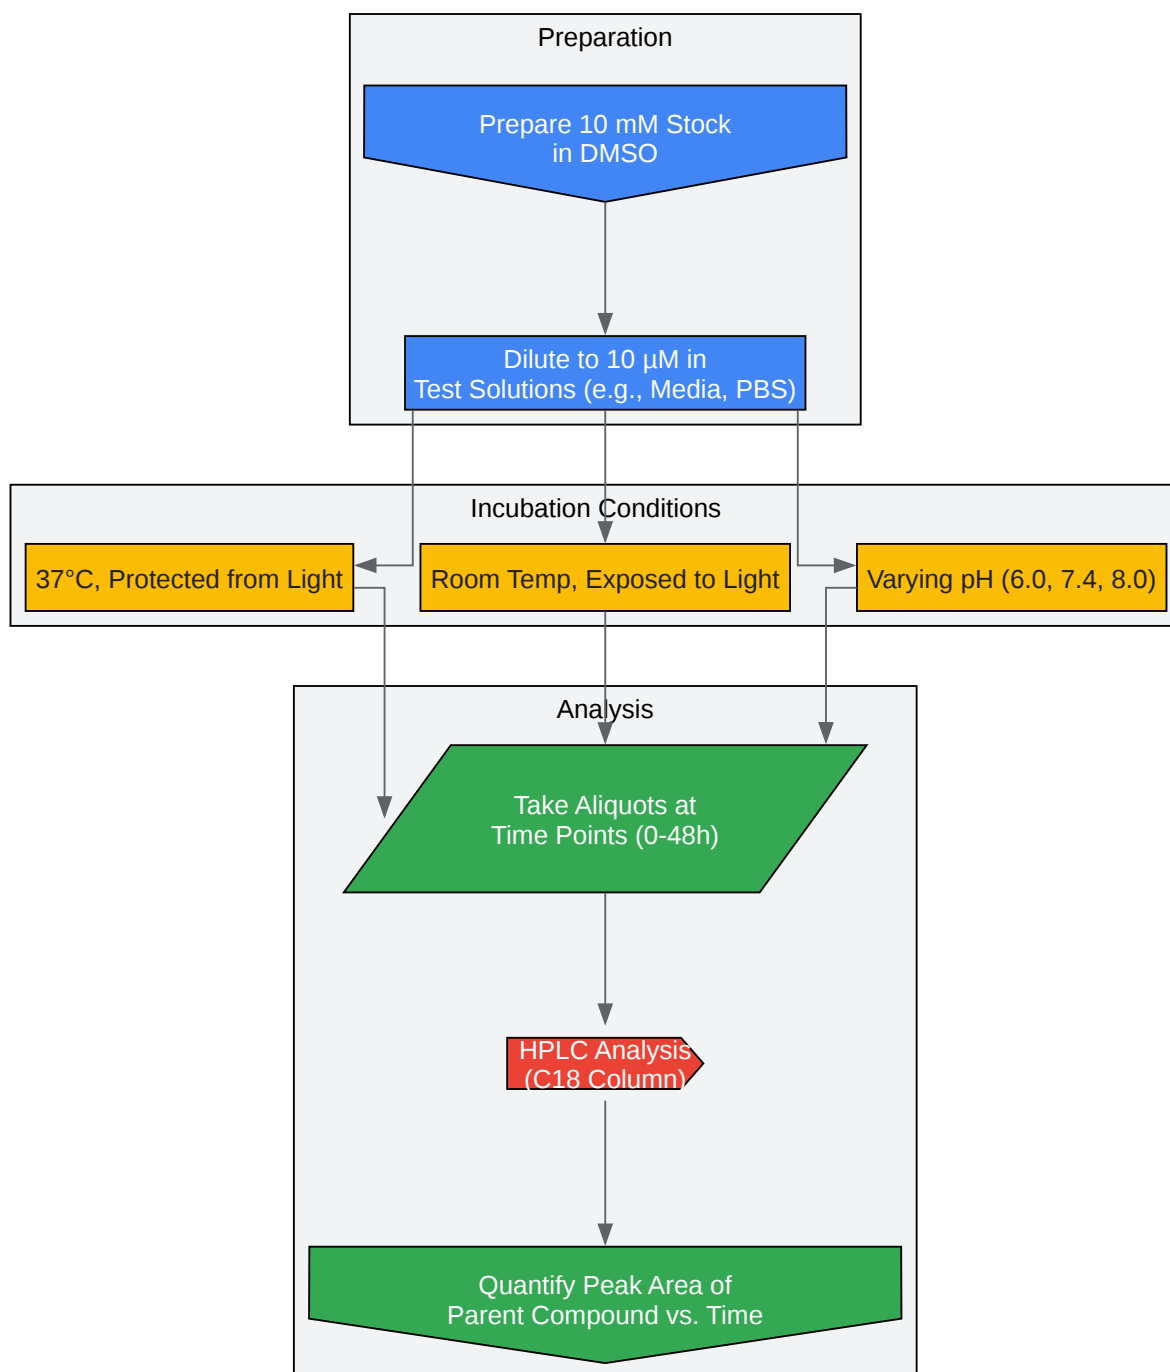 Preparation
Prepare 10 mM Stock
in DMSO
Dilute to 10 µM in
Test Solutions (e.g., Media, PBS)
Incubation Conditions
37°C, Protected from Light
Room Temp, Exposed to Light
Varying pH (6.0, 7.4, 8.0)
Analysis
Take Aliquots at
Time Points (0-48h)
HPLC Analysis
(C18 Column)
Quantify Peak Area of
Parent Compound vs. Time